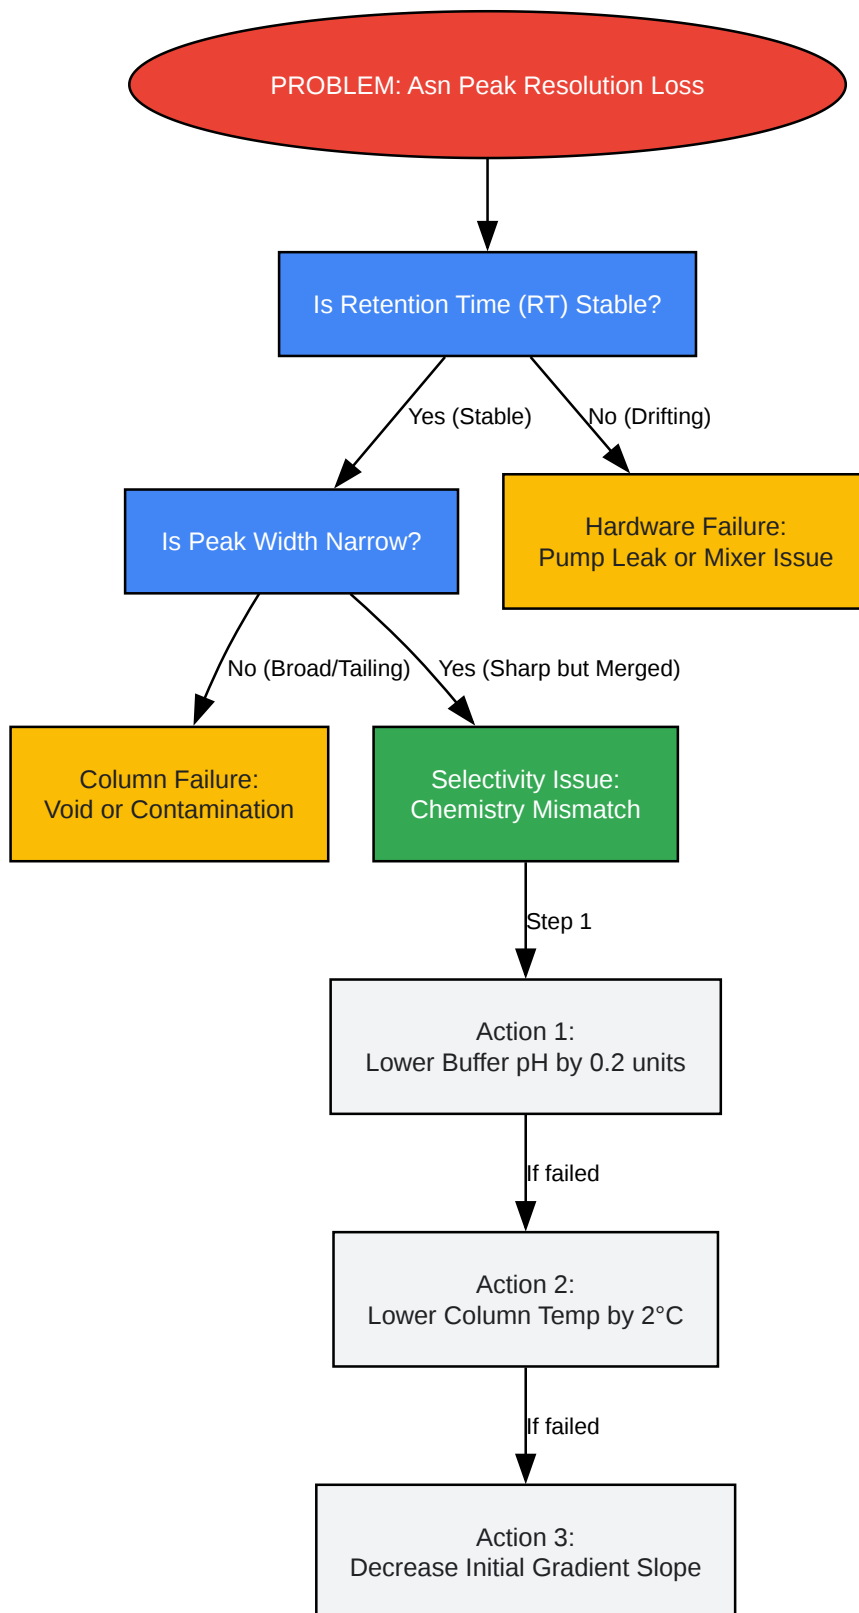 PROBLEM: Asn Peak Resolution Loss
Is Retention Time (RT) Stable?
Yes (Stable)
No (Drifting)
Is Peak Width Narrow?
Hardware Failure:
Pump Leak or Mixer Issue
No (Broad/Tailing)
Yes (Sharp but Merged)
Column Failure:
Void or Contamination
Selectivity Issue:
Chemistry Mismatch
Step 1
Action 1:
Lower Buffer pH by 0.2 units
If failed
Action 2:
Lower Column Temp by 2°C
If failed
Action 3:
Decrease Initial Gradient Slope